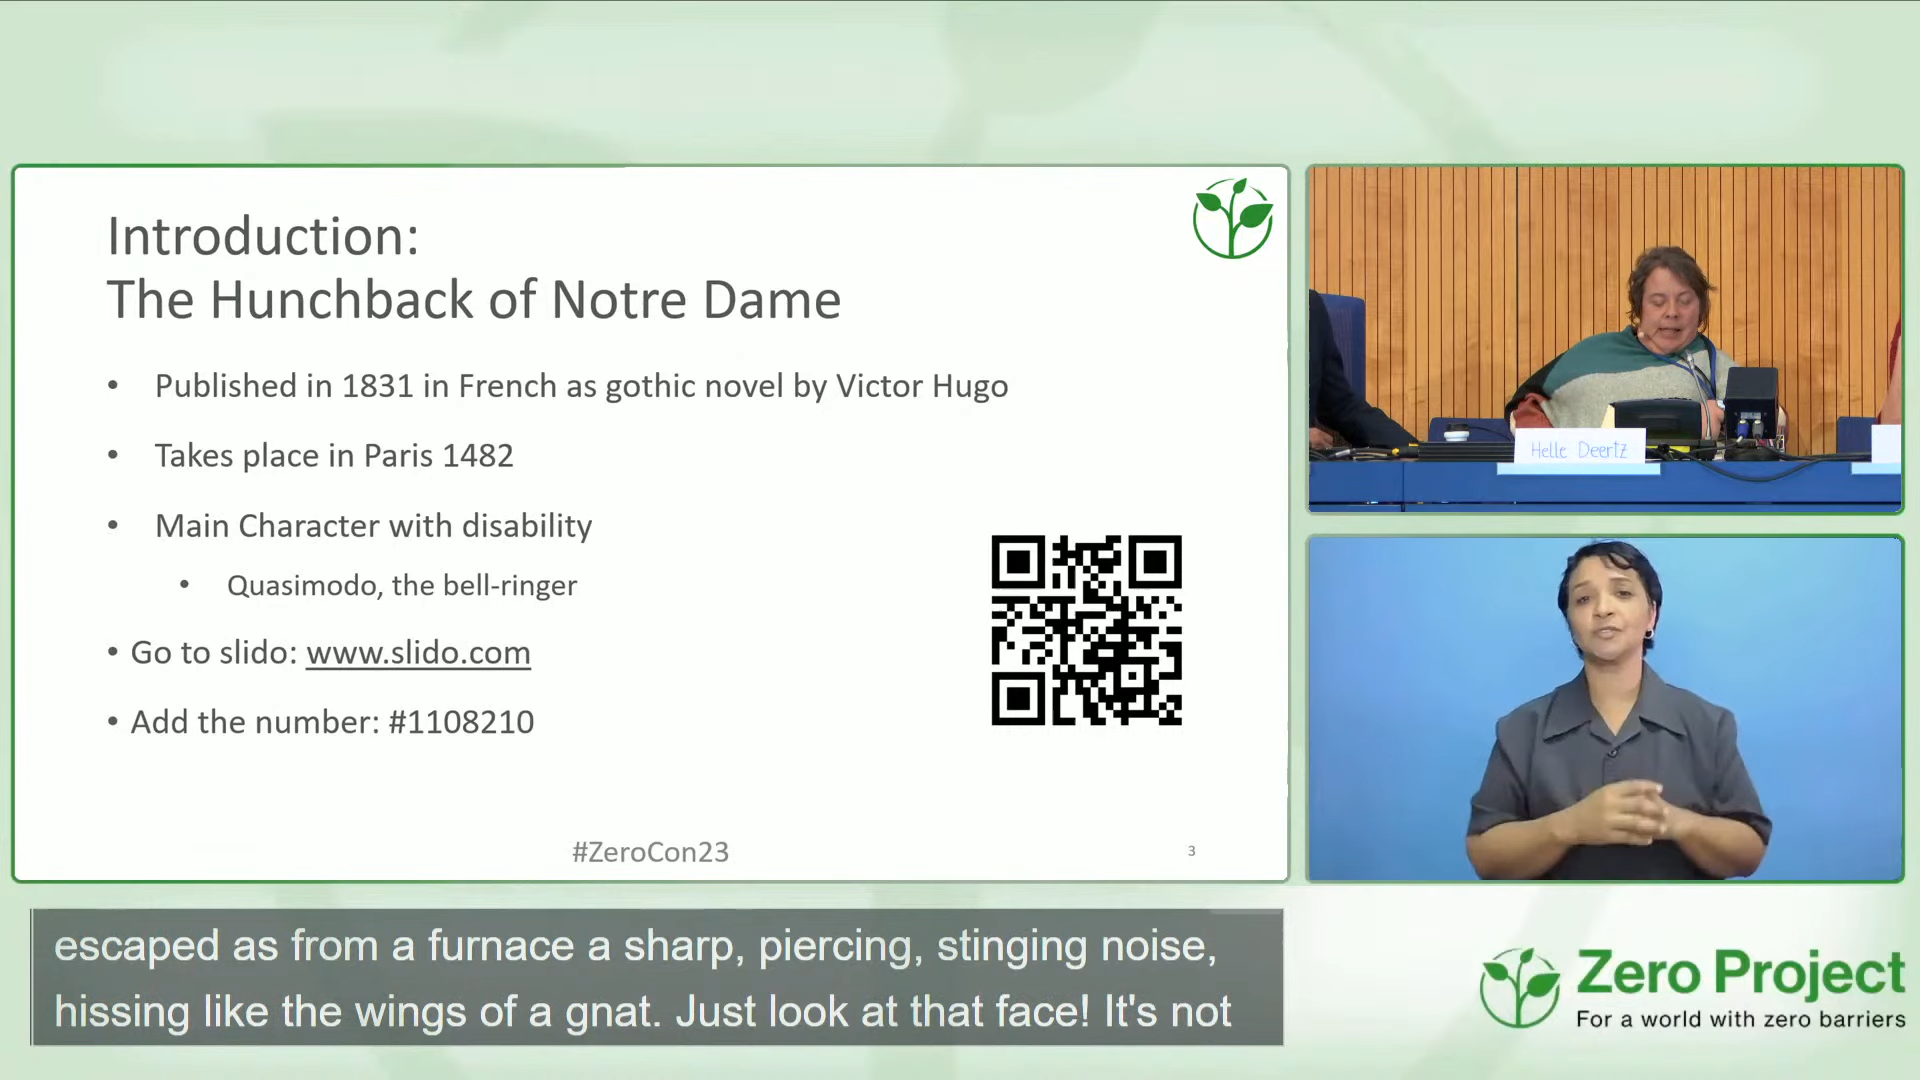 Introduction:
The Hunchback of Notre Dame
• Published in 1831 in French as gothic novel by Victor Hugo
• Takes place in Paris 1482
• Main Character with disability
• Quasimodo, the bell-ringer
• Go to slido: www.slido.com
• Add the number: #1108210
#ZeroCon23
3
Helle Deertz
escaped as from a furnace a sharp, piercing, stinging noise,
hissing like the wings of a gnat. Just look at that face! It's not
Zero Project
For a world with zero barriers